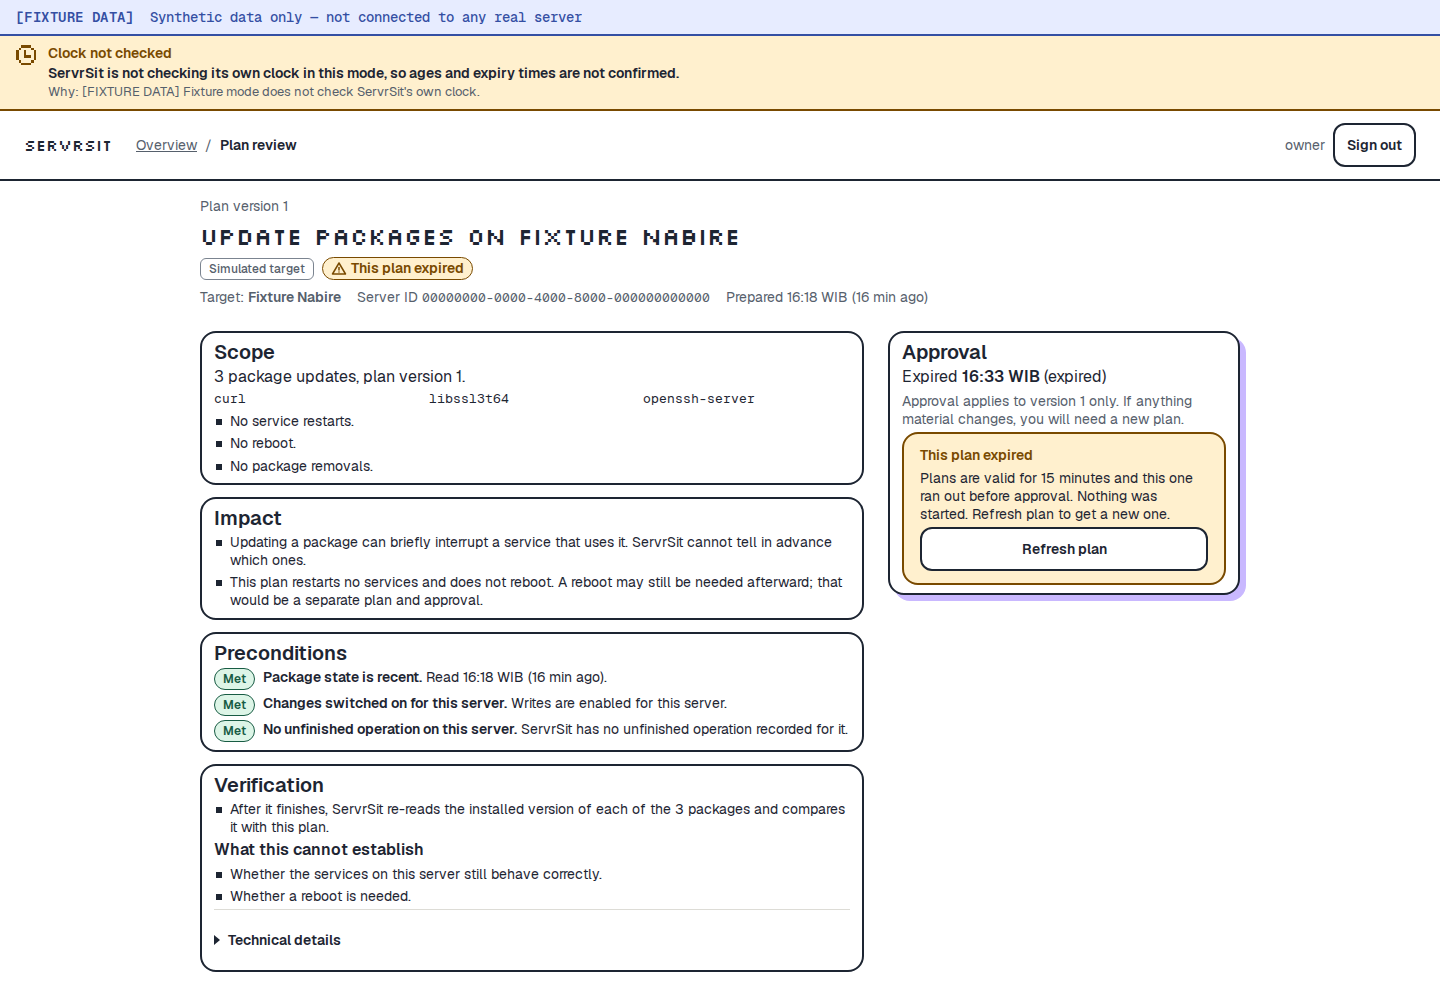 [FIXTURE DATA] Synthetic data only — not connected to any real server
Clock not checked
ServrSit is not checking its own clock in this mode, so ages and expiry times are not confirmed.
Why: [FIXTURE DATA] Fixture mode does not check ServrSit's own clock.
SERVRSIT
Overview / Plan review
owner
Sign out
Plan version 1
UPDATE PACKAGES ON FIXTURE NABIRE
Simulated target
This plan expired
Target: Fixture Nabire Server ID 00000000-0000-4000-8000-000000000000 Prepared 16:18 WIB (16 min ago)
Scope
3 package updates, plan version 1.
curl libssl3t64 openssh-server
No service restarts.
No reboot.
No package removals.
Impact
Updating a package can briefly interrupt a service that uses it. ServrSit cannot tell in advance
which ones.
This plan restarts no services and does not reboot. A reboot may still be needed afterward; that
would be a separate plan and approval.
Preconditions
Met Package state is recent. Read 16:18 WIB (16 min ago).
Met Changes switched on for this server. Writes are enabled for this server.
Met No unfinished operation on this server. ServrSit has no unfinished operation recorded for it.
Verification
After it finishes, ServrSit re-reads the installed version of each of the 3 packages and compares
it with this plan.
What this cannot establish
Whether the services on this server still behave correctly.
Whether a reboot is needed.
Technical details
Approval
Expired 16:33 WIB (expired)
Approval applies to version 1 only. If anything
material changes, you will need a new plan.
This plan expired
Plans are valid for 15 minutes and this one
ran out before approval. Nothing was
started. Refresh plan to get a new one.
Refresh plan